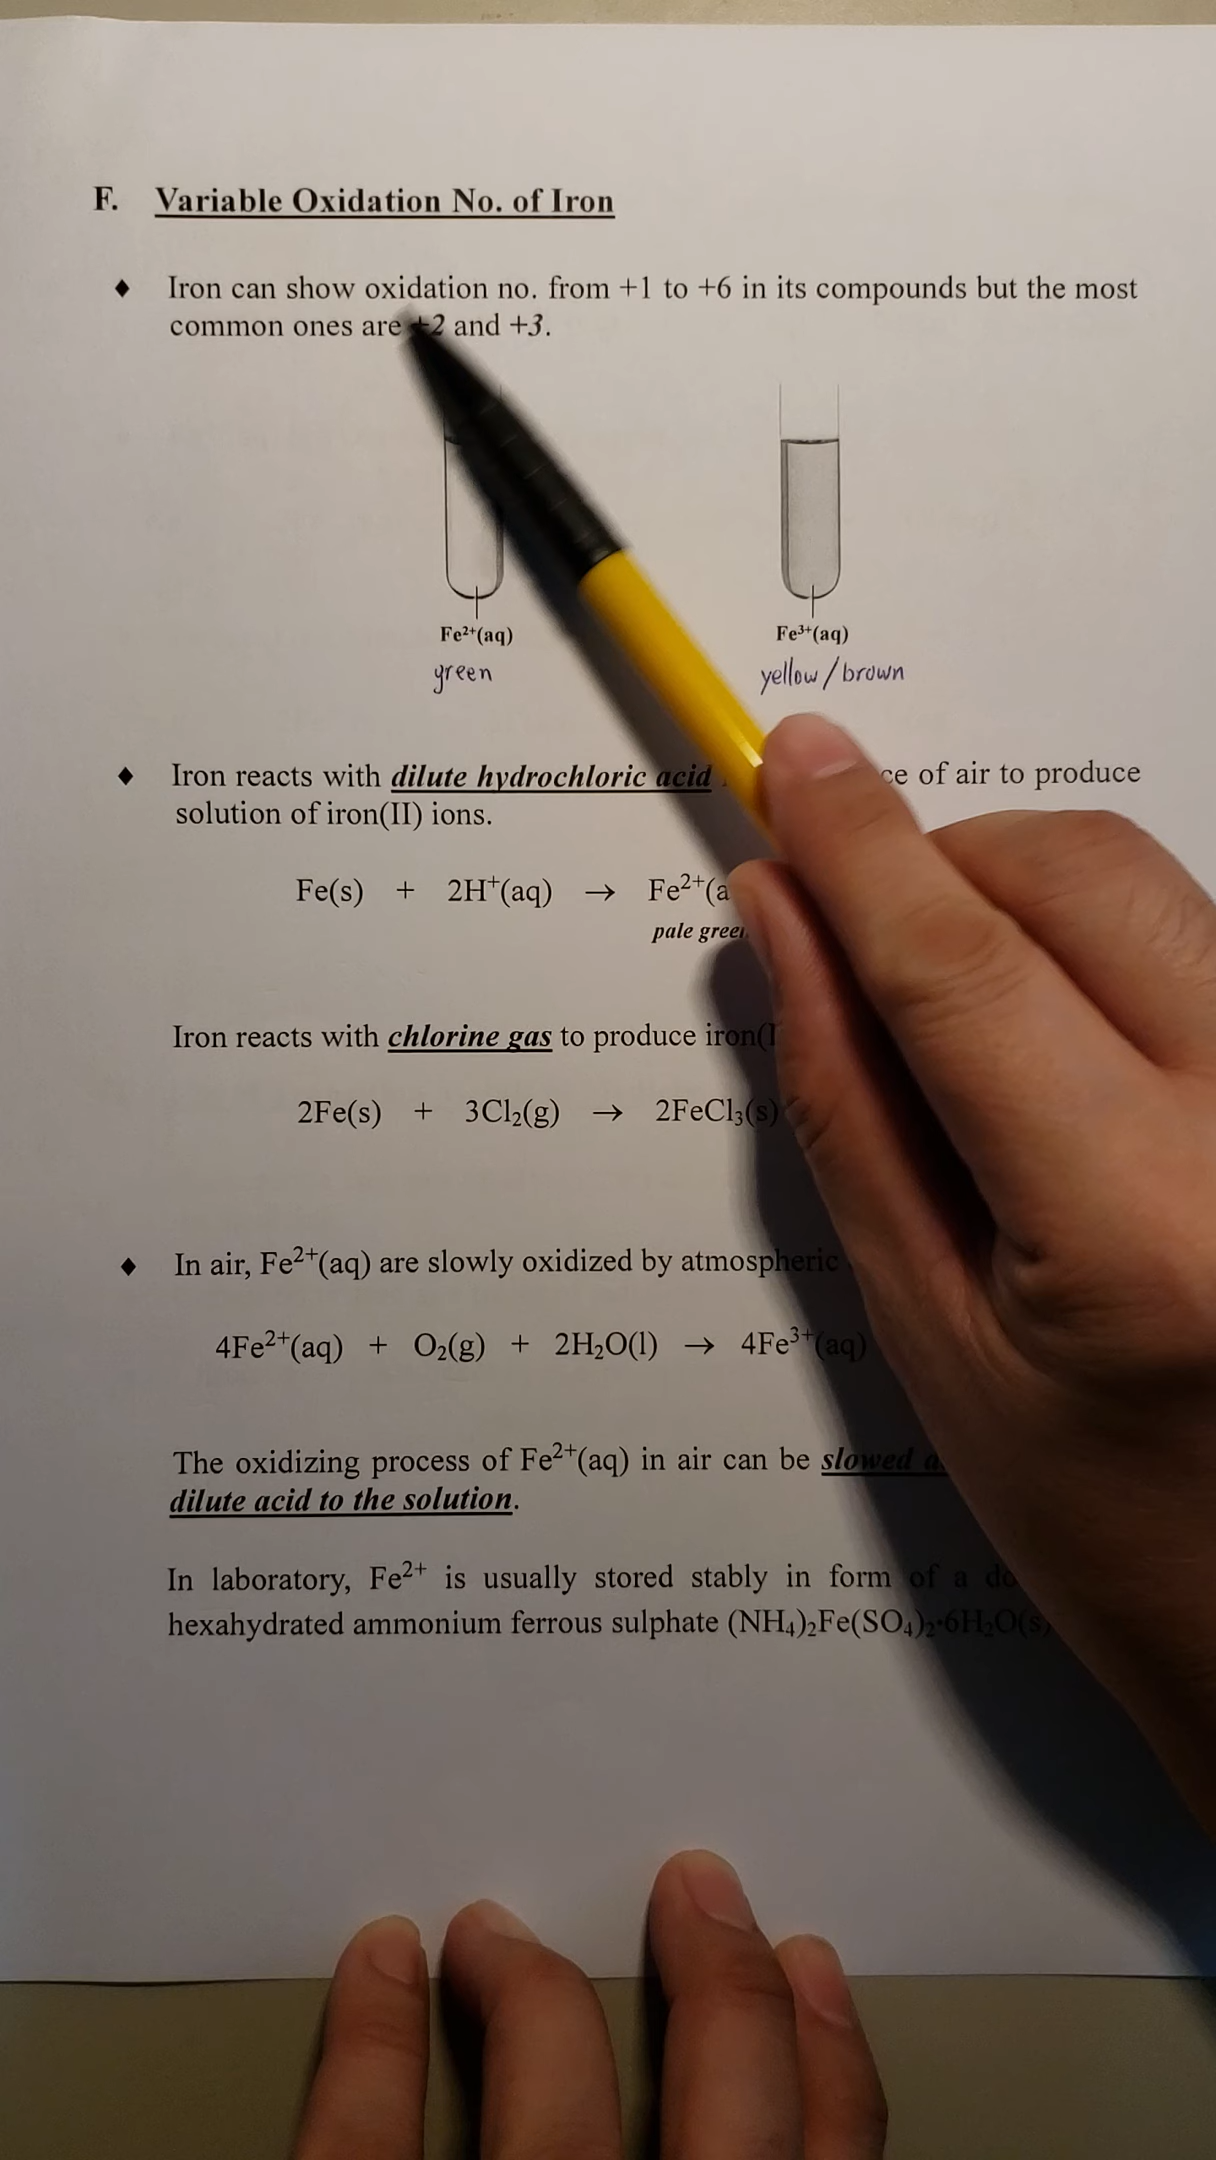 F. Variable Oxidation No. of Iron
♦ Iron can show oxidation no. from +1 to +6 in its compounds but the most
common ones are +2 and +3.
Fe²⁺(aq) Fe³⁺(aq)
green yellow/brown
♦ Iron reacts with dilute hydrochloric acid of air to produce
solution of iron(II) ions.
Fe(s) + 2H⁺(aq) → Fe²⁺(a
pale green
Iron reacts with chlorine gas to produce
2Fe(s) + 3Cl₂(g) → 2FeCl₃(s)
♦ In air, Fe²⁺(aq) are slowly oxidized by atmospheric
4Fe²⁺(aq) + O₂(g) + 2H₂O(l) → 4Fe³⁺(aq)
The oxidizing process of Fe²⁺(aq) in air can be slowed
dilute acid to the solution.
In laboratory, Fe²⁺ is usually stored stably in form of a
hexahydrated ammonium ferrous sulphate (NH₄)₂Fe(SO₄)₂·6H₂O(s)